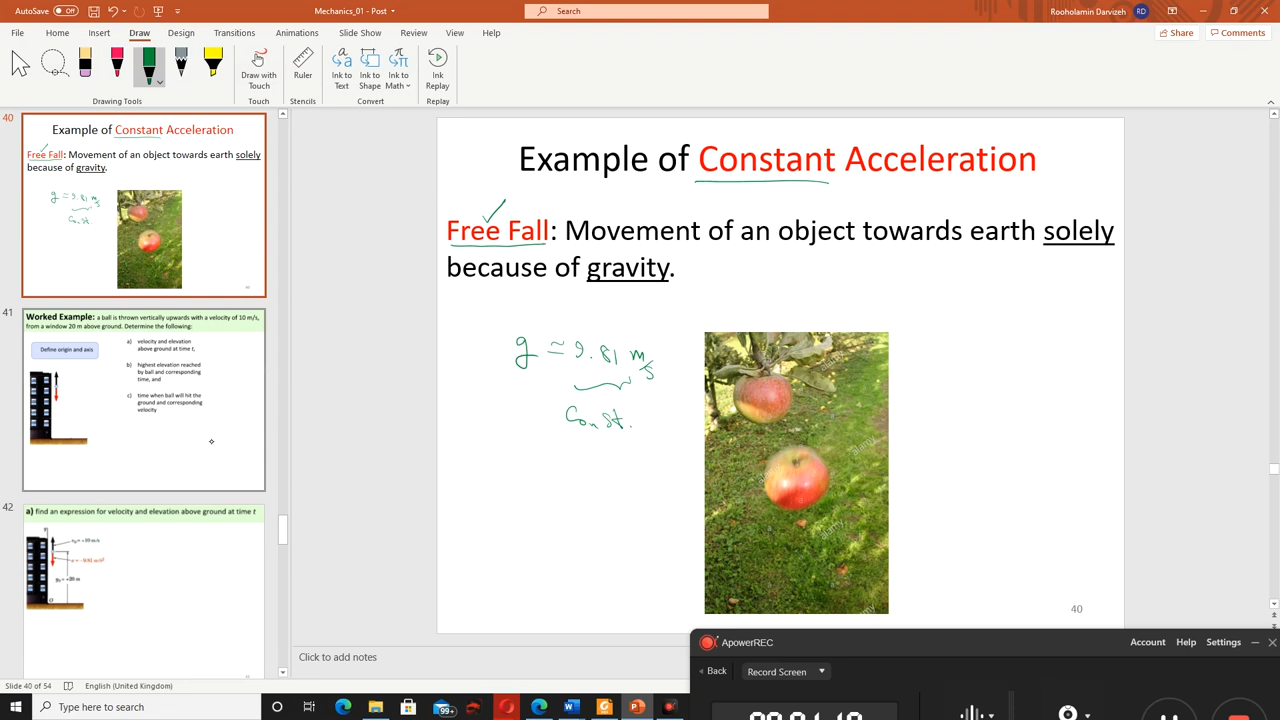 AutoSave Off
Mechanics_01 - Post
Search
Rooholamin Darvizeh RD
File Home Insert Draw Design Transitions Animations Slide Show Review View Help
Share Comments
Draw with Touch
Ruler
Ink to Text
Ink to Shape
Ink to Math
Ink Replay
Drawing Tools Touch Stencils Convert Replay
40
Example of Constant Acceleration
Free Fall: Movement of an object towards earth solely
because of gravity.
g ≈ 9.81 m/s
Const
41
Worked Example: a ball is thrown vertically upwards with a velocity of 10 m/s,
from a window 20 m above ground. Determine the following:
Define origin and axis
a) velocity and elevation
above ground at time t,
b) highest elevation reached
by ball and corresponding
time, and
c) time when ball will hit the
ground and corresponding
velocity
42
a) find an expression for velocity and elevation above ground at time t
Example of Constant Acceleration
Free Fall: Movement of an object towards earth solely
because of gravity.
g ≈ 9.81 m/s
Const.
alamy
alamy
alamy
alamy
40
Click to add notes
Slide 40 of 54 English (United Kingdom)
ApowerREC
Account Help Settings
Back Record Screen
Type here to search
99+